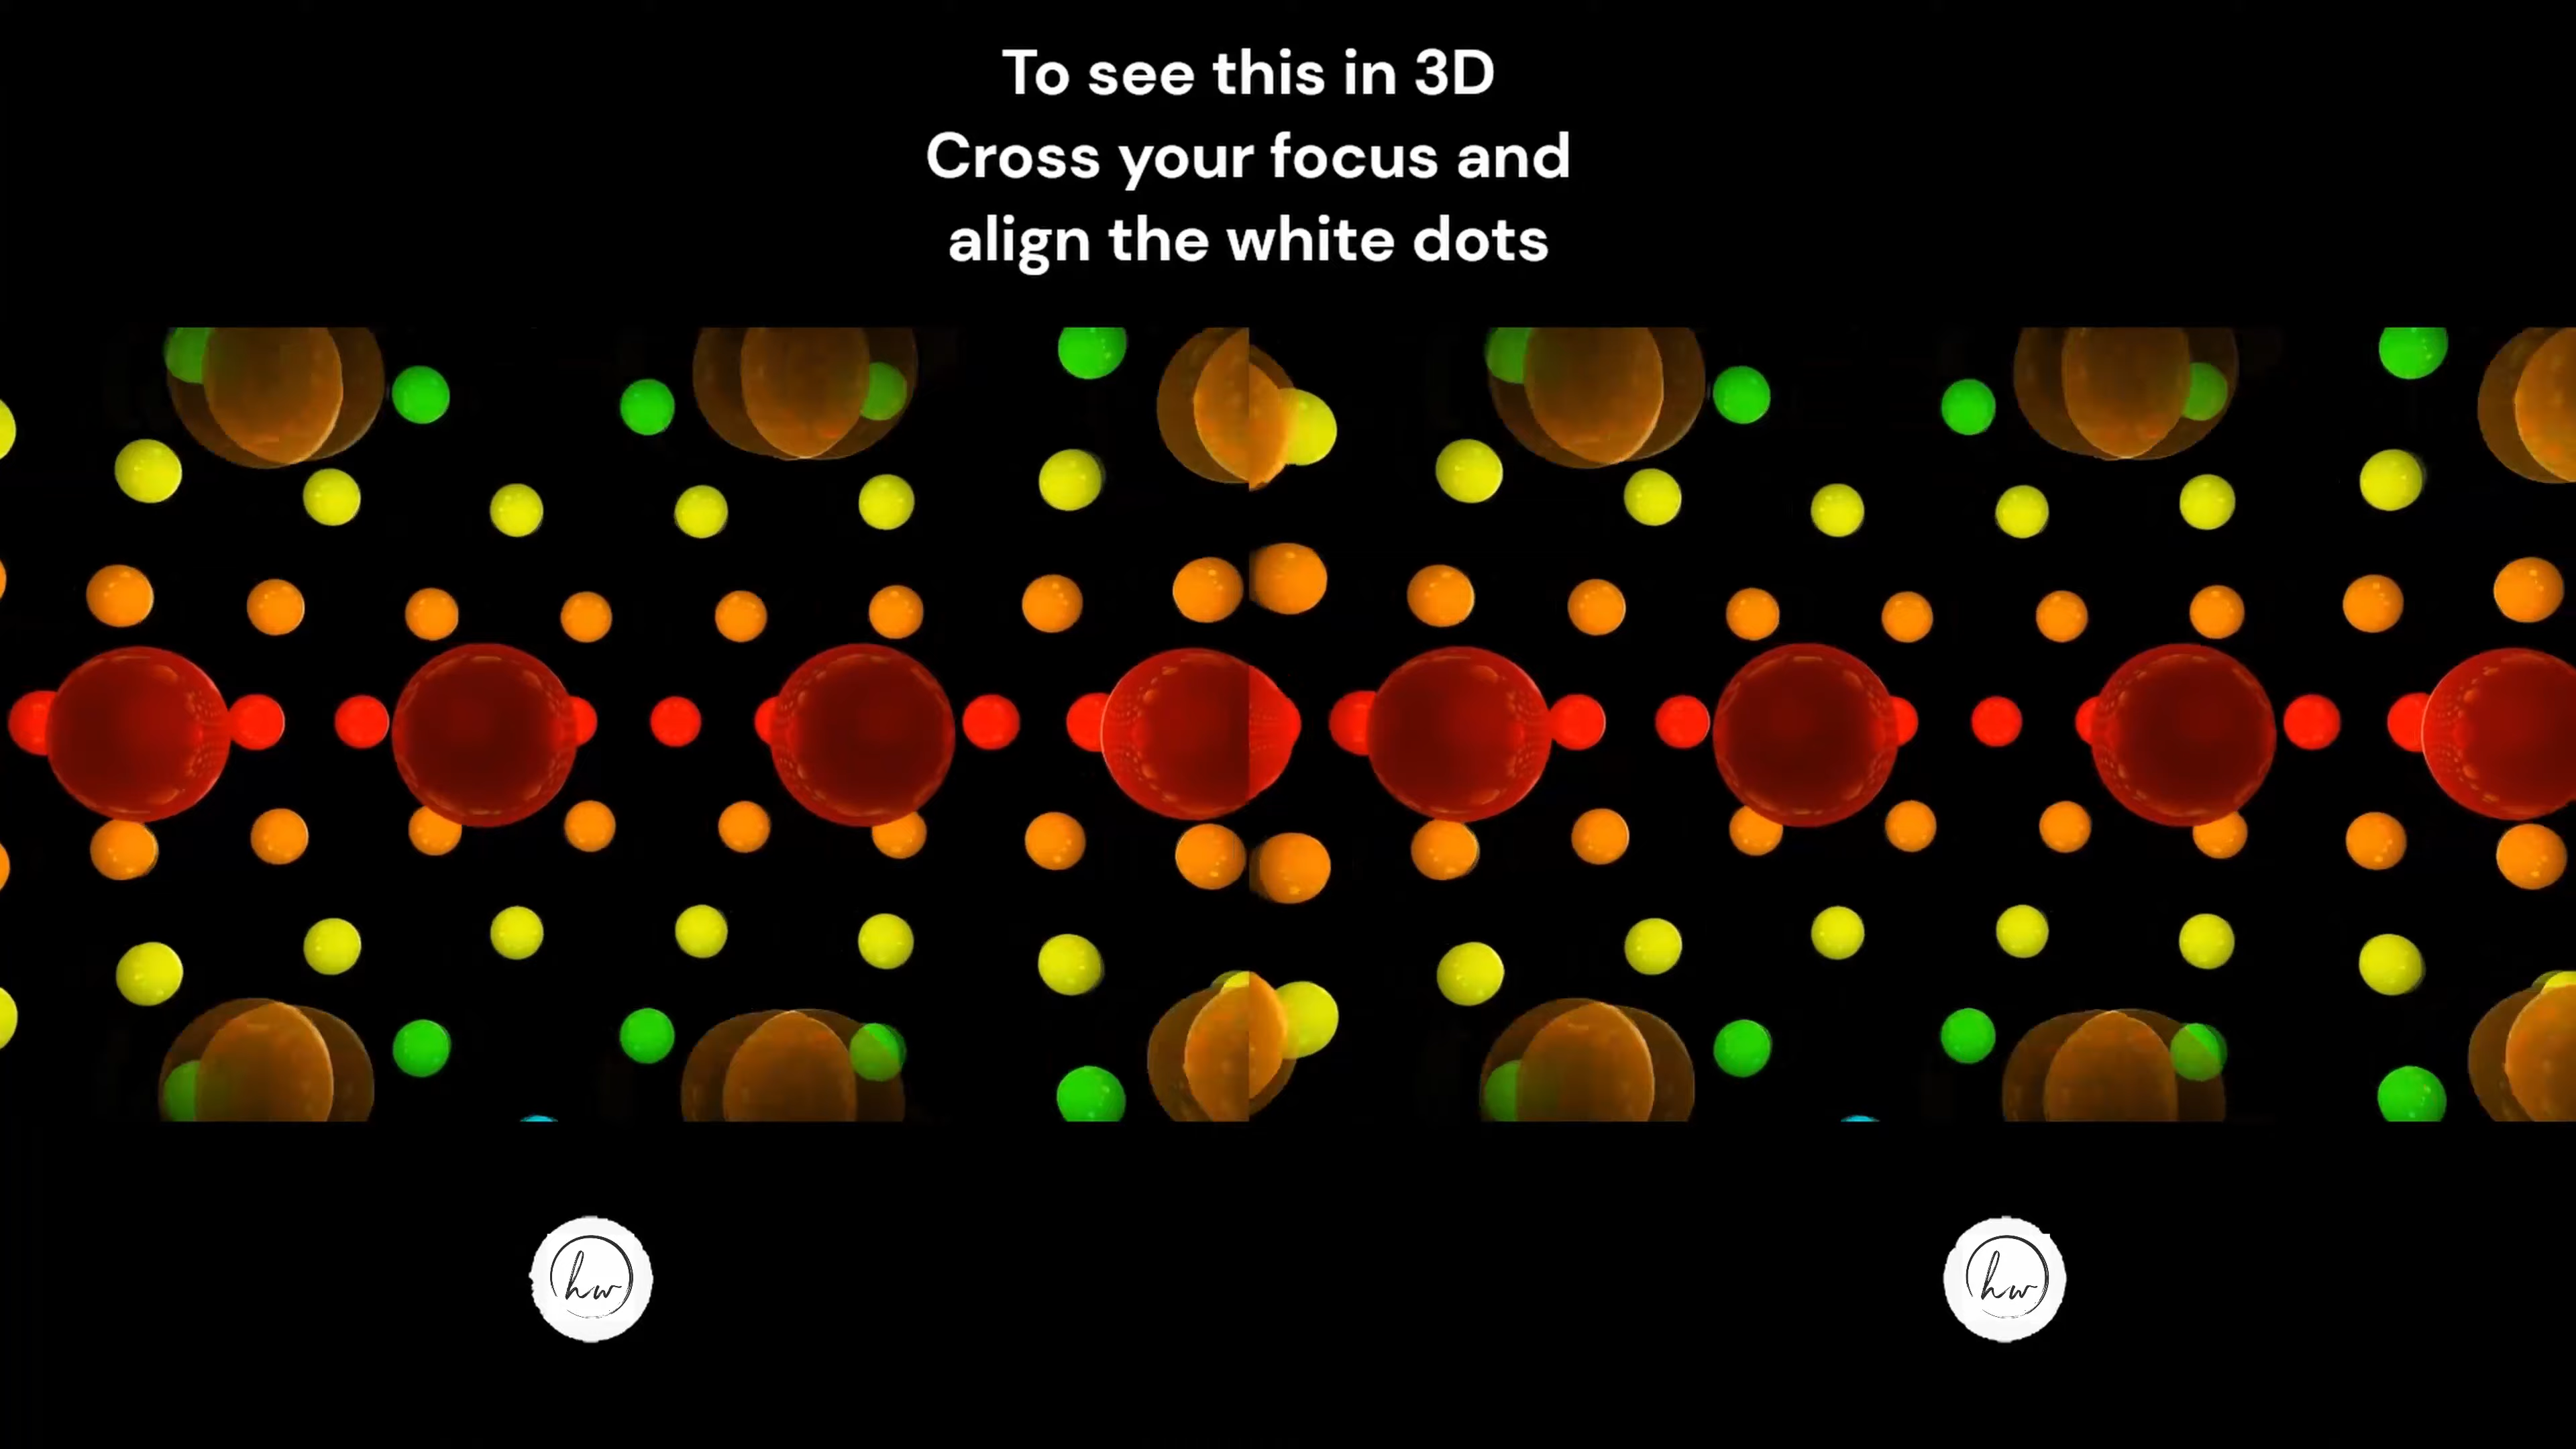 To see this in 3D
Cross your focus and
align the white dots
hw
hw